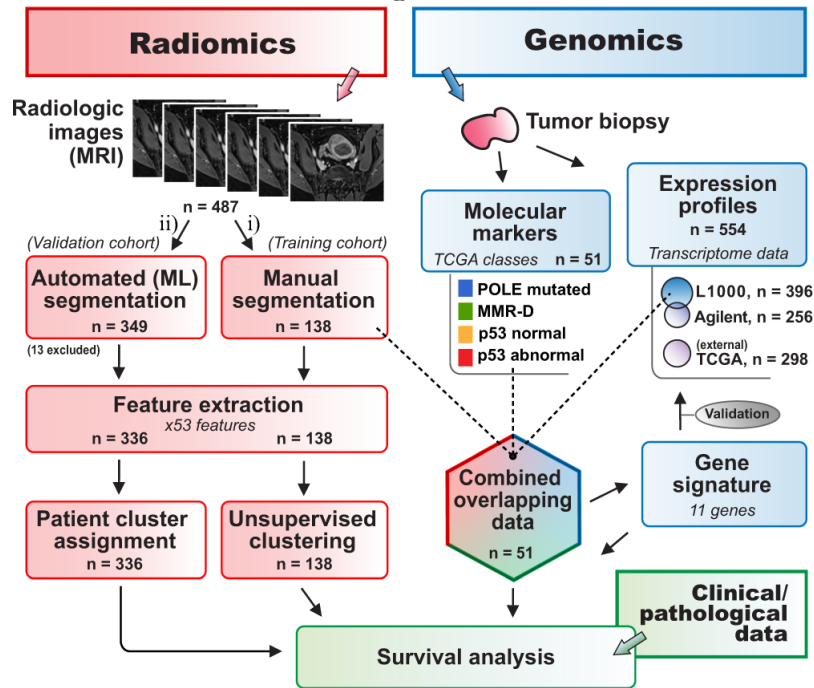 Radiomics
Genomics
Radiologic
images
(MRI)
n = 487
ii)
i)
(Validation cohort)
(Training cohort)
Automated (ML)
segmentation
n = 349
Manual
segmentation
n = 138
(13 excluded)
Feature extraction
x53 features
n = 336
n = 138
Patient cluster
assignment
n = 336
Unsupervised
clustering
n = 138
Tumor biopsy
Molecular
markers
TCGA classes n = 51
POLE mutated
MMR-D
p53 normal
p53 abnormal
Expression
profiles
n = 554
Transcriptome data
L1000, n = 396
Agilent, n = 256
(external)
TCGA, n = 298
Validation
Combined
overlapping
data
n = 51
Gene
signature
11 genes
Clinical/
pathological
data
Survival analysis